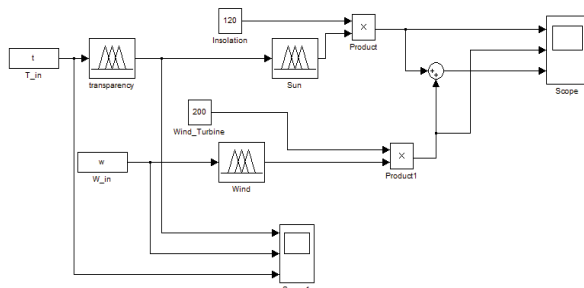 120
Insolation
×
Product
t
T_in
transparency
Sun
Scope
200
Wind_Turbine
w
W_in
Wind
×
Product1